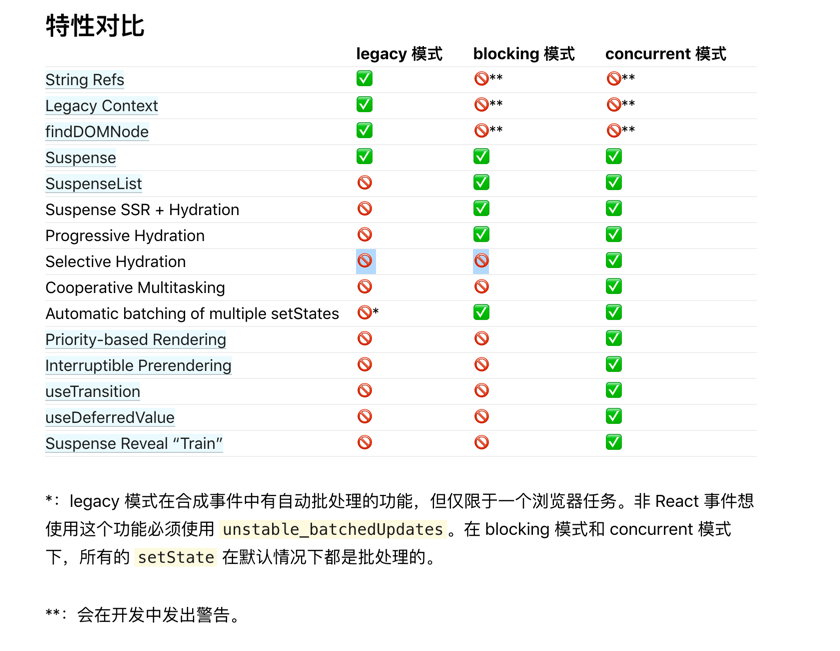 特性对比
legacy 模式 blocking 模式 concurrent 模式
String Refs ✅ 🚫** 🚫**
Legacy Context ✅ 🚫** 🚫**
findDOMNode ✅ 🚫** 🚫**
Suspense ✅ ✅ ✅
SuspenseList 🚫 ✅ ✅
Suspense SSR + Hydration 🚫 ✅ ✅
Progressive Hydration 🚫 ✅ ✅
Selective Hydration 🚫 🚫 ✅
Cooperative Multitasking 🚫 🚫 ✅
Automatic batching of multiple setStates 🚫* ✅ ✅
Priority-based Rendering 🚫 🚫 ✅
Interruptible Prerendering 🚫 🚫 ✅
useTransition 🚫 🚫 ✅
useDeferredValue 🚫 🚫 ✅
Suspense Reveal “Train” 🚫 🚫 ✅
*：legacy 模式在合成事件中有自动批处理的功能，但仅限于一个浏览器任务。非 React 事件想
使用这个功能必须使用 unstable_batchedUpdates 。在 blocking 模式和 concurrent 模式
下，所有的 setState 在默认情况下都是批处理的。
**：会在开发中发出警告。